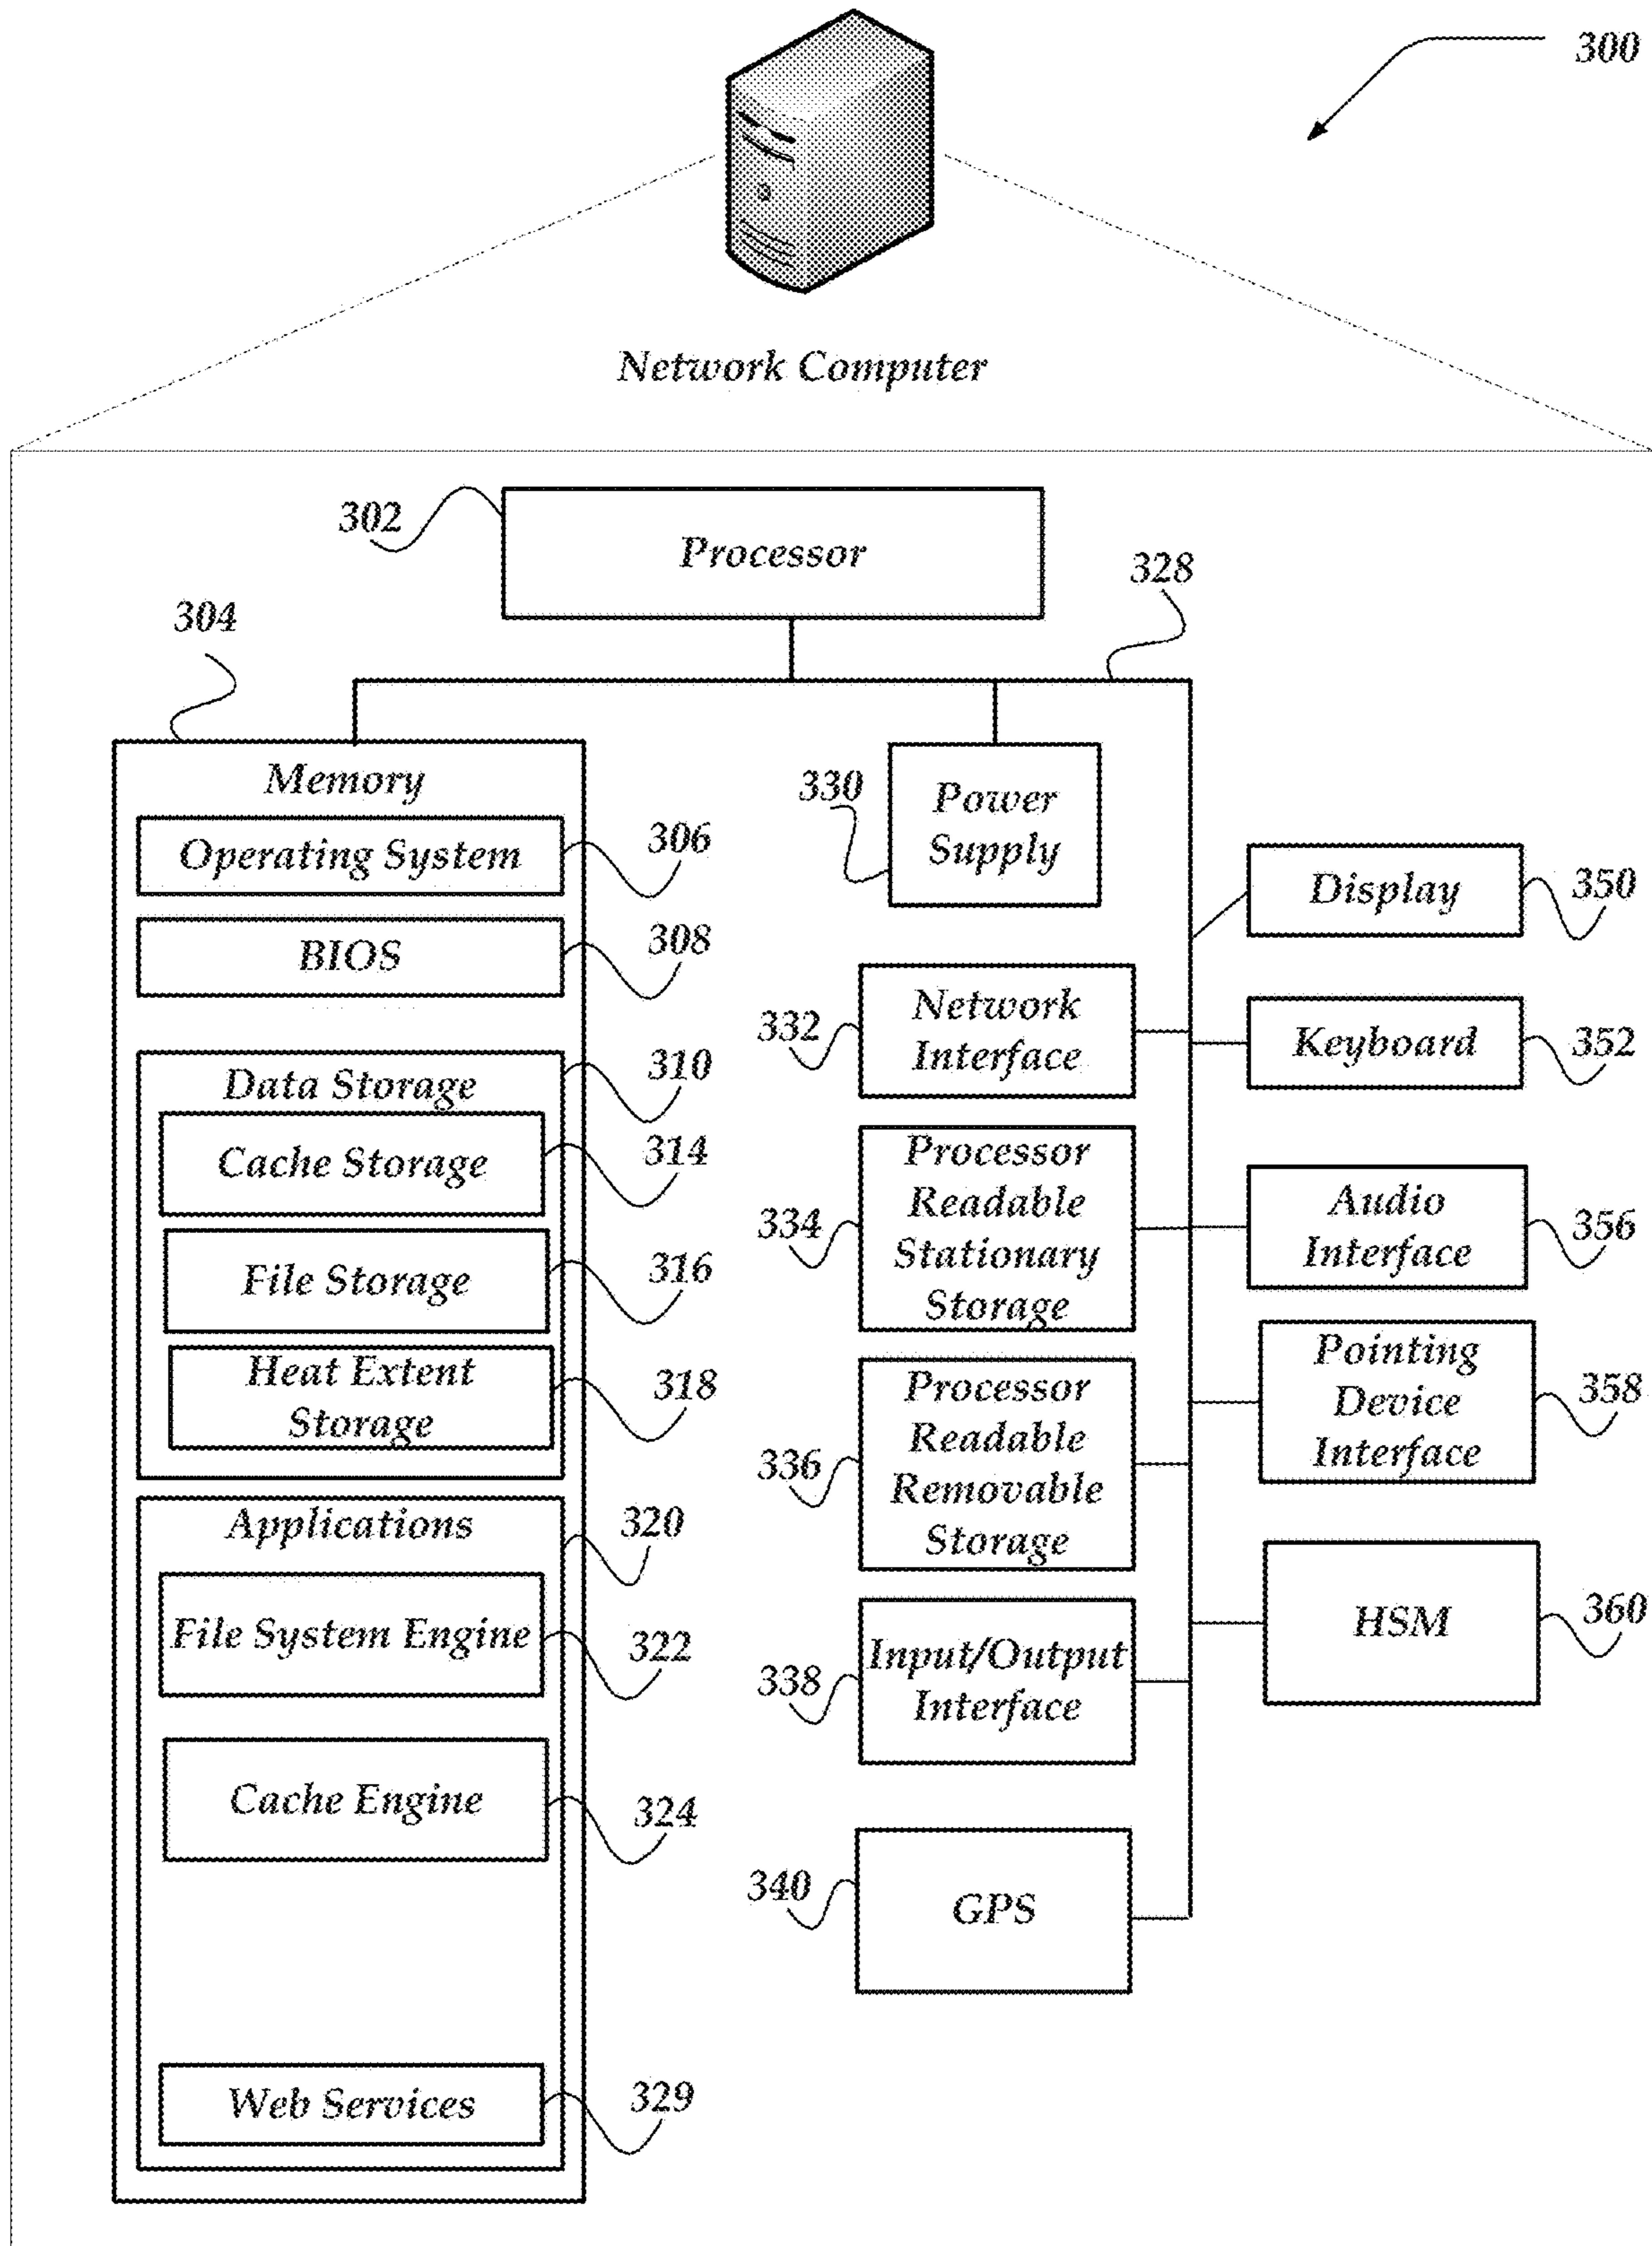 300
Network Computer
302
Processor
328
304
Memory
Operating System
306
BIOS
308
Data Storage
310
Cache Storage
314
File Storage
316
Heat Extent
Storage
318
Applications
320
File System Engine
322
Cache Engine
324
Web Services
329
330
Power
Supply
332
Network
Interface
334
Processor
Readable
Stationary
Storage
336
Processor
Readable
Removable
Storage
338
Input/Output
Interface
340
GPS
Display
350
Keyboard
352
Audio
Interface
356
Pointing
Device
Interface
358
HSM
360